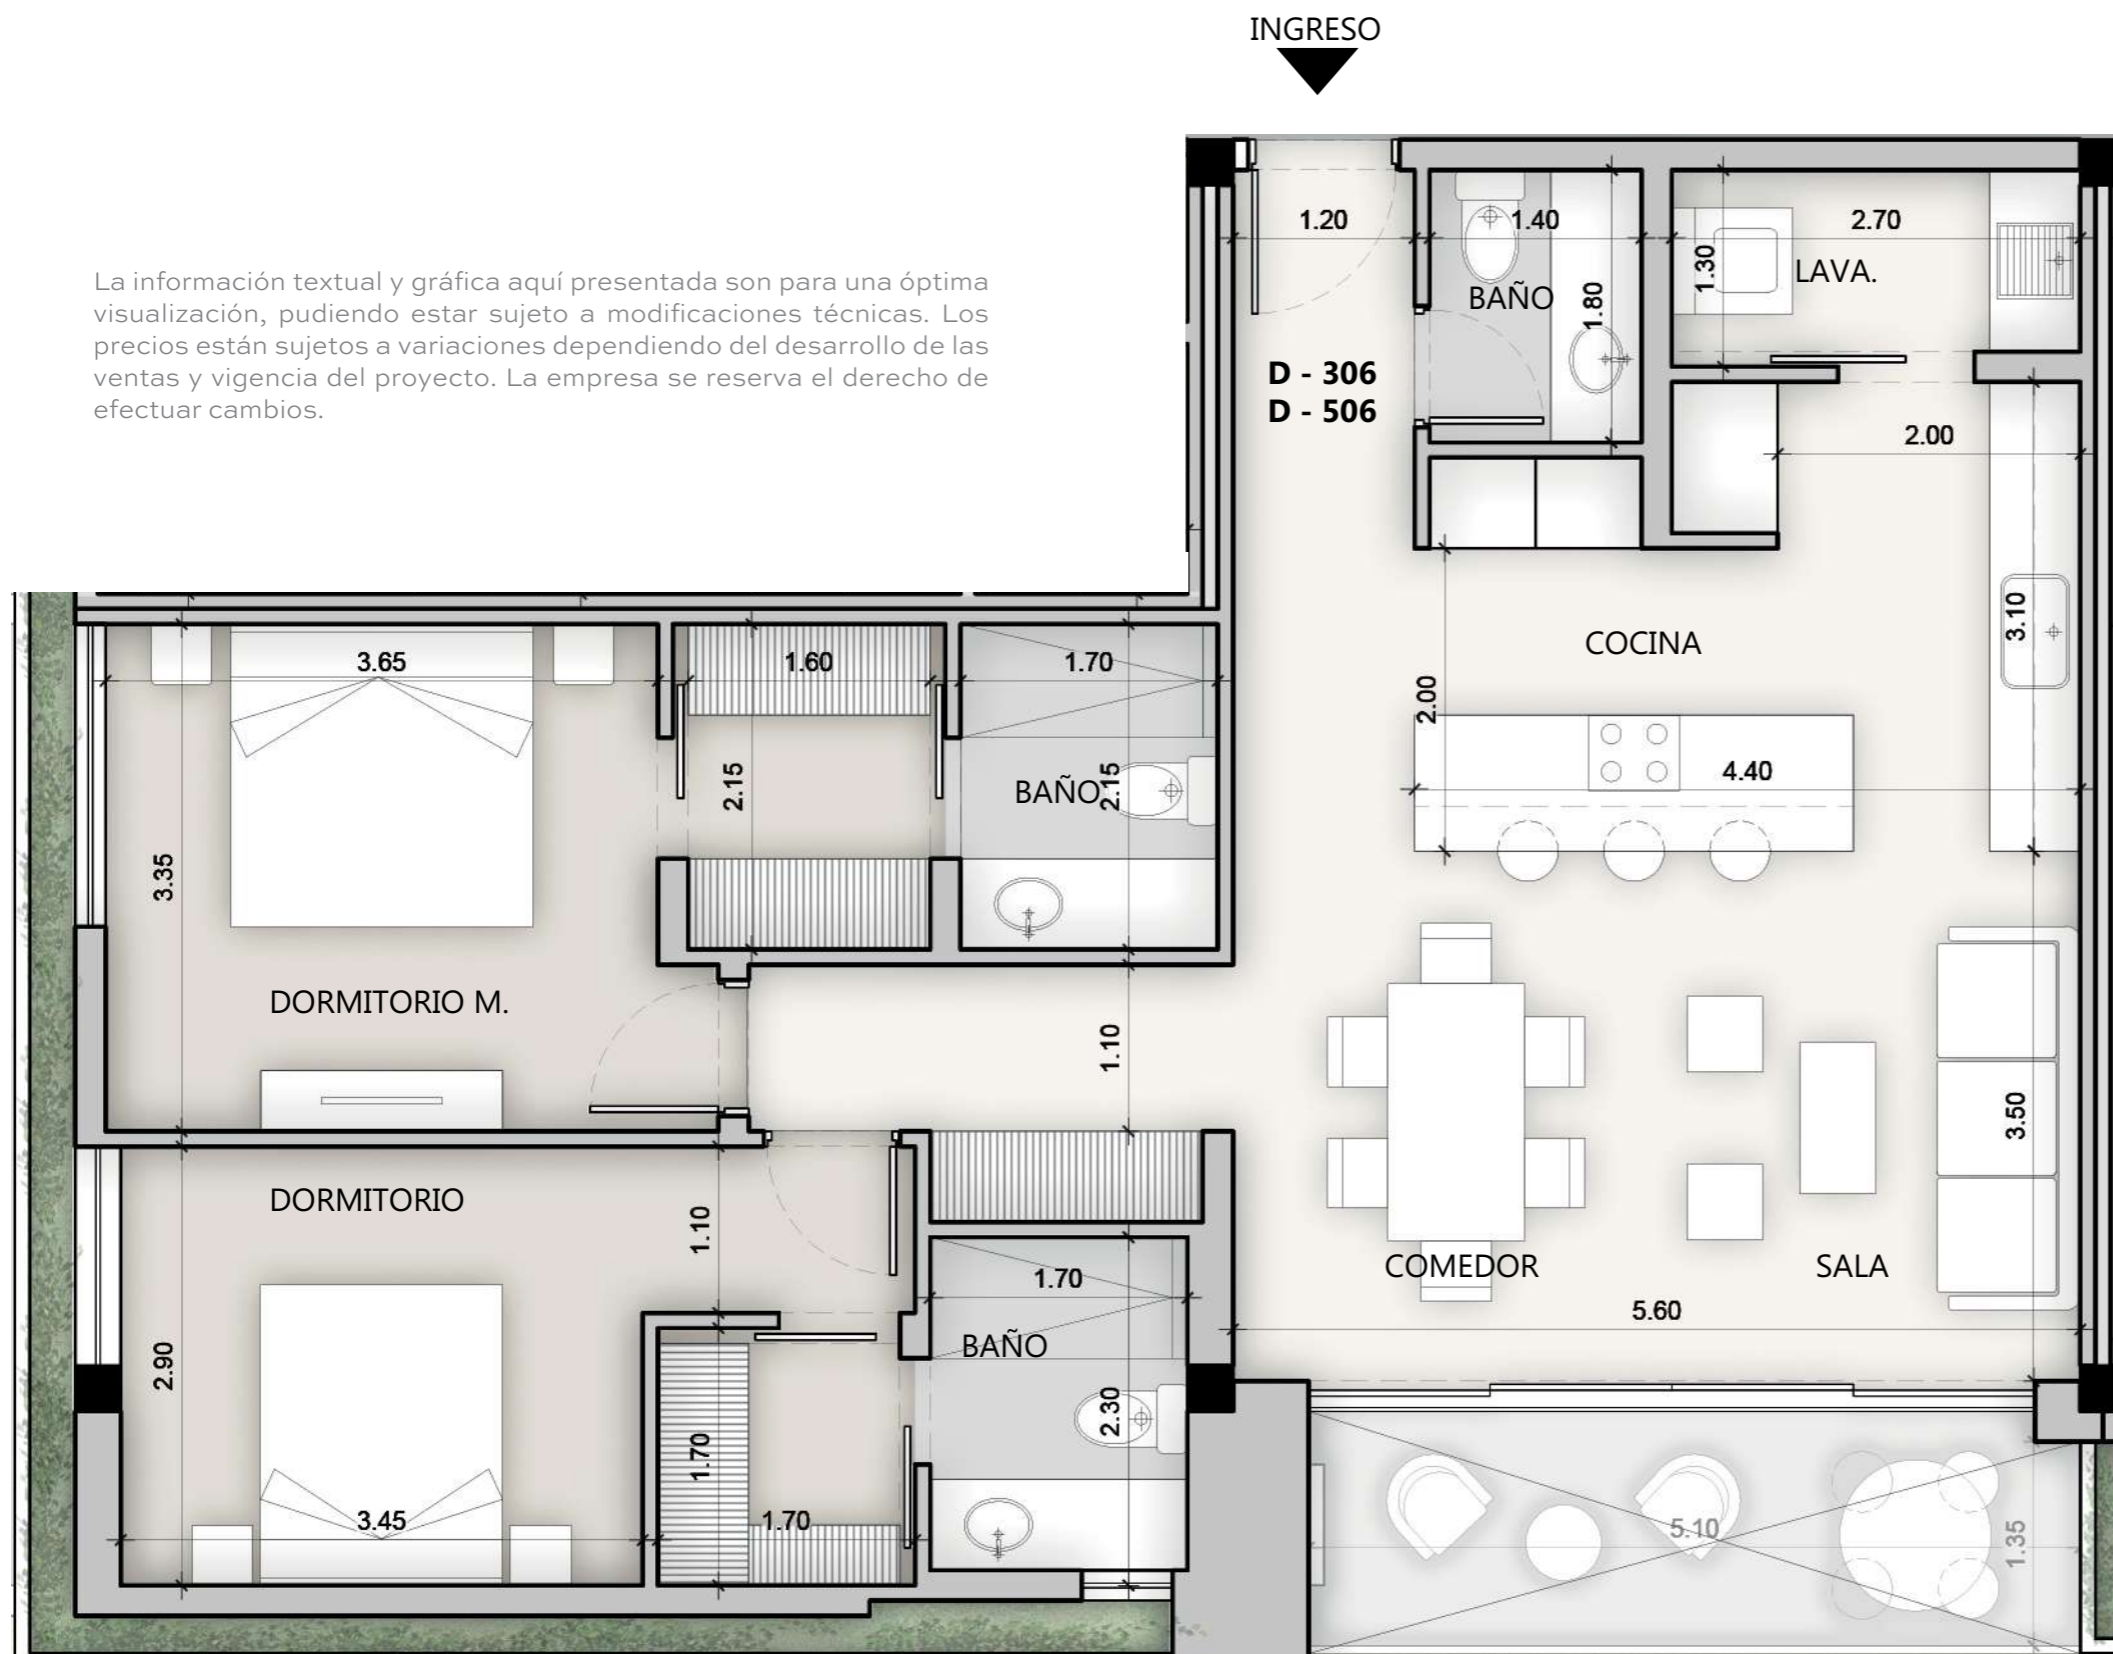 INGRESO
1.20
1.40
2.70
1.30
LAVA.
BAÑO
1.80
La información textual y gráfica aquí presentada son para una óptima
visualización, pudiendo estar sujeto a modificaciones técnicas. Los
precios están sujetos a variaciones dependiendo del desarrollo de las
ventas y vigencia del proyecto. La empresa se reserva el derecho de
efectuar cambios.
D - 306
D - 506
2.00
3.10
COCINA
3.65
1.60
1.70
2.00
4.40
2.15
BAÑO
2.15
3.35
DORMITORIO M.
1.10
3.50
DORMITORIO
1.10
COMEDOR
SALA
1.70
5.60
BAÑO
2.90
2.30
1.70
3.45
1.70
5.10
1.35